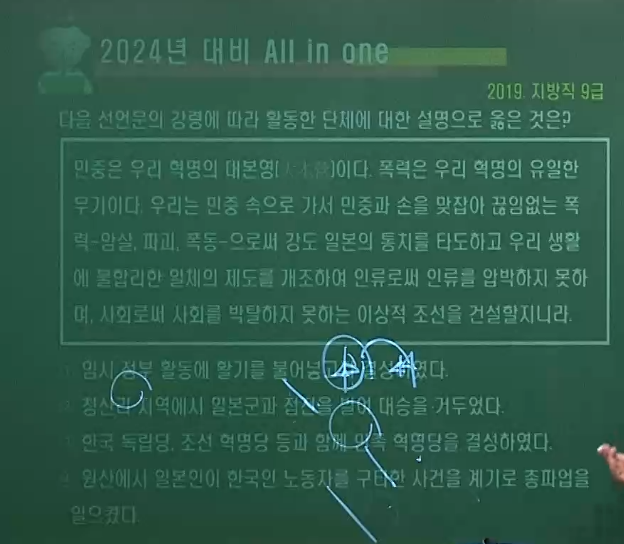 2024년 대비 All in one
2019. 지방직 9급
다음 선언문의 강령에 따라 활동한 단체에 대한 설명으로 옳은 것은?
민중은 우리 혁명의 대본영(大本營)이다. 폭력은 우리 혁명의 유일한
무기이다. 우리는 민중 속으로 가서 민중과 손을 맞잡아 끊임없는 폭
력-암살, 파괴, 폭동-으로써 강도 일본의 통치를 타도하고 우리 생활
에 불합리한 일체의 제도를 개조하여 인류로써 인류를 압박하지 못하
며, 사회로써 사회를 박탈하지 못하는 이상적 조선을 건설할지니라.
임시 정부 활동에 활기를 불어넣고자 결성하였다.
청산리 지역에서 일본군과 접전을 벌여 대승을 거두었다.
한국 독립당, 조선 혁명당 등과 함께 민족 혁명당을 결성하였다.
원산에서 일본인이 한국인 노동자를 구타한 사건을 계기로 총파업을
일으켰다.